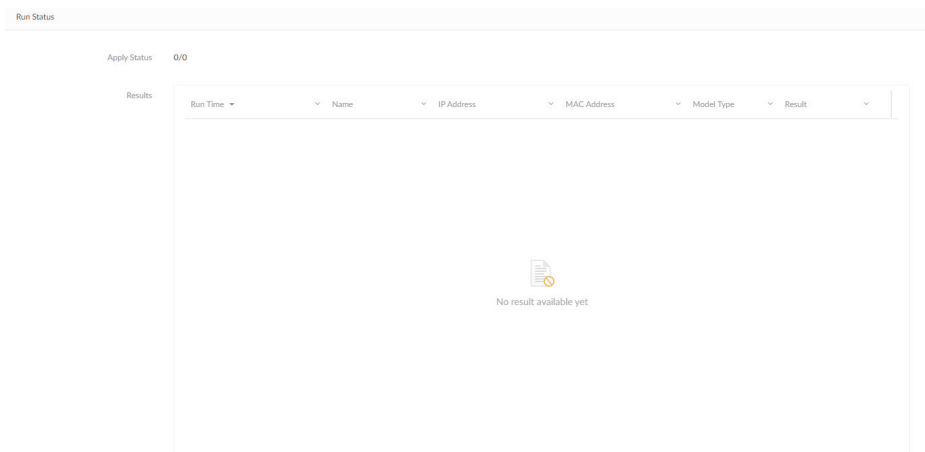 Run Status
Apply Status 0/0
Results
Run Time Name IP Address MAC Address Model Type Result
No result available yet